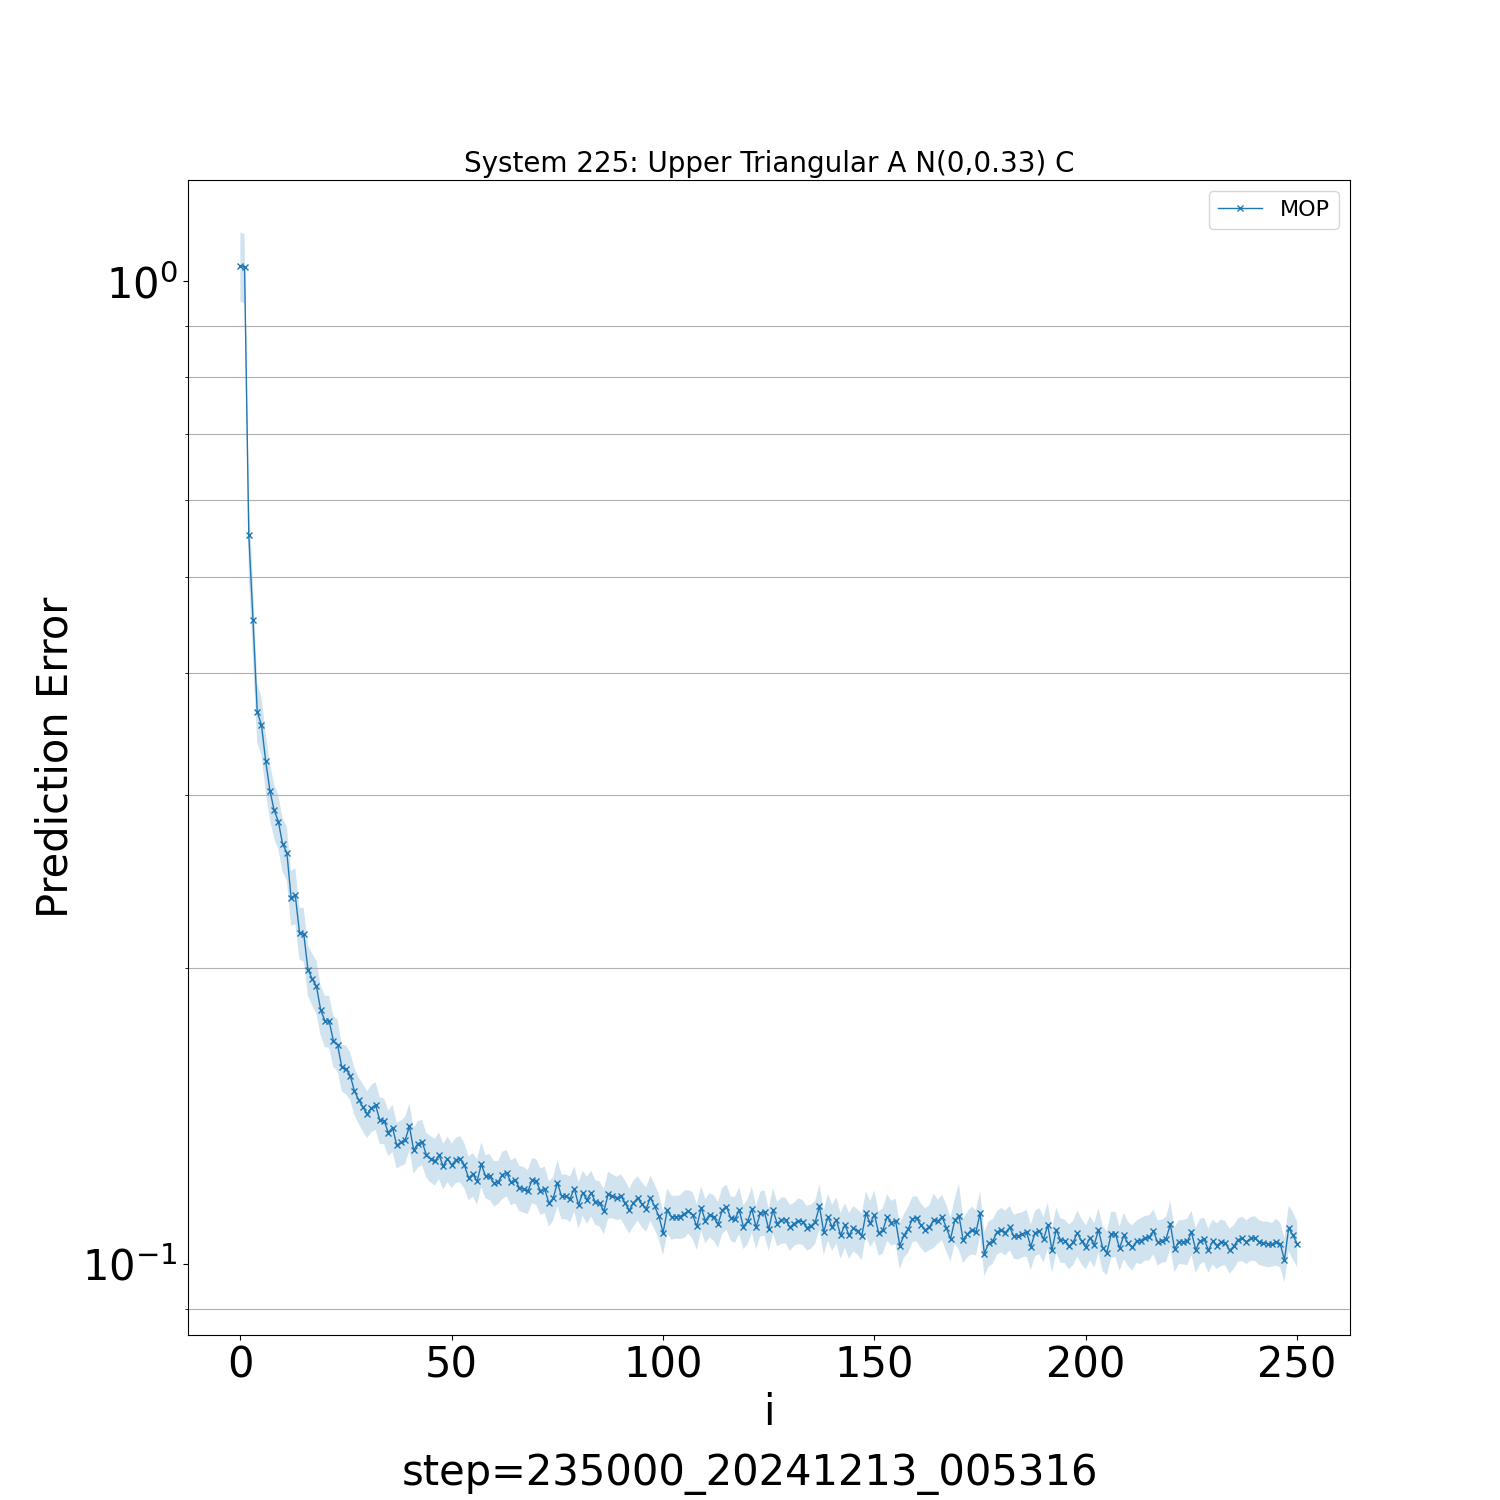 System 225: Upper Triangular A N(0,0.33) C
MOP
10⁰
Prediction Error
10⁻¹
0 50 100 150 200 250
i
step=235000_20241213_005316